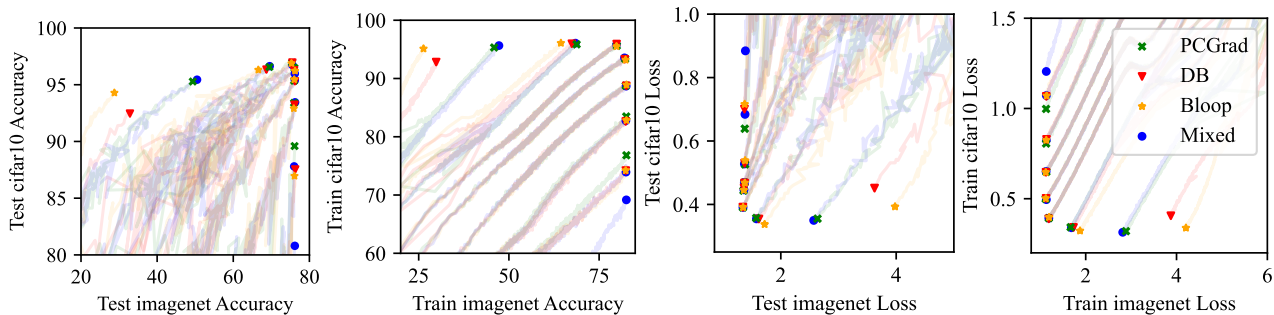 Test cifar10 Accuracy
100
95
90
85
80
20
40
60
80
Test imagenet Accuracy
Train cifar10 Accuracy
100
90
80
70
60
25
50
75
Train imagenet Accuracy
Test cifar10 Loss
1.0
0.8
0.6
0.4
2
4
Test imagenet Loss
Train cifar10 Loss
1.5
1.0
0.5
2
4
6
Train imagenet Loss
PCGrad
DB
Bloop
Mixed